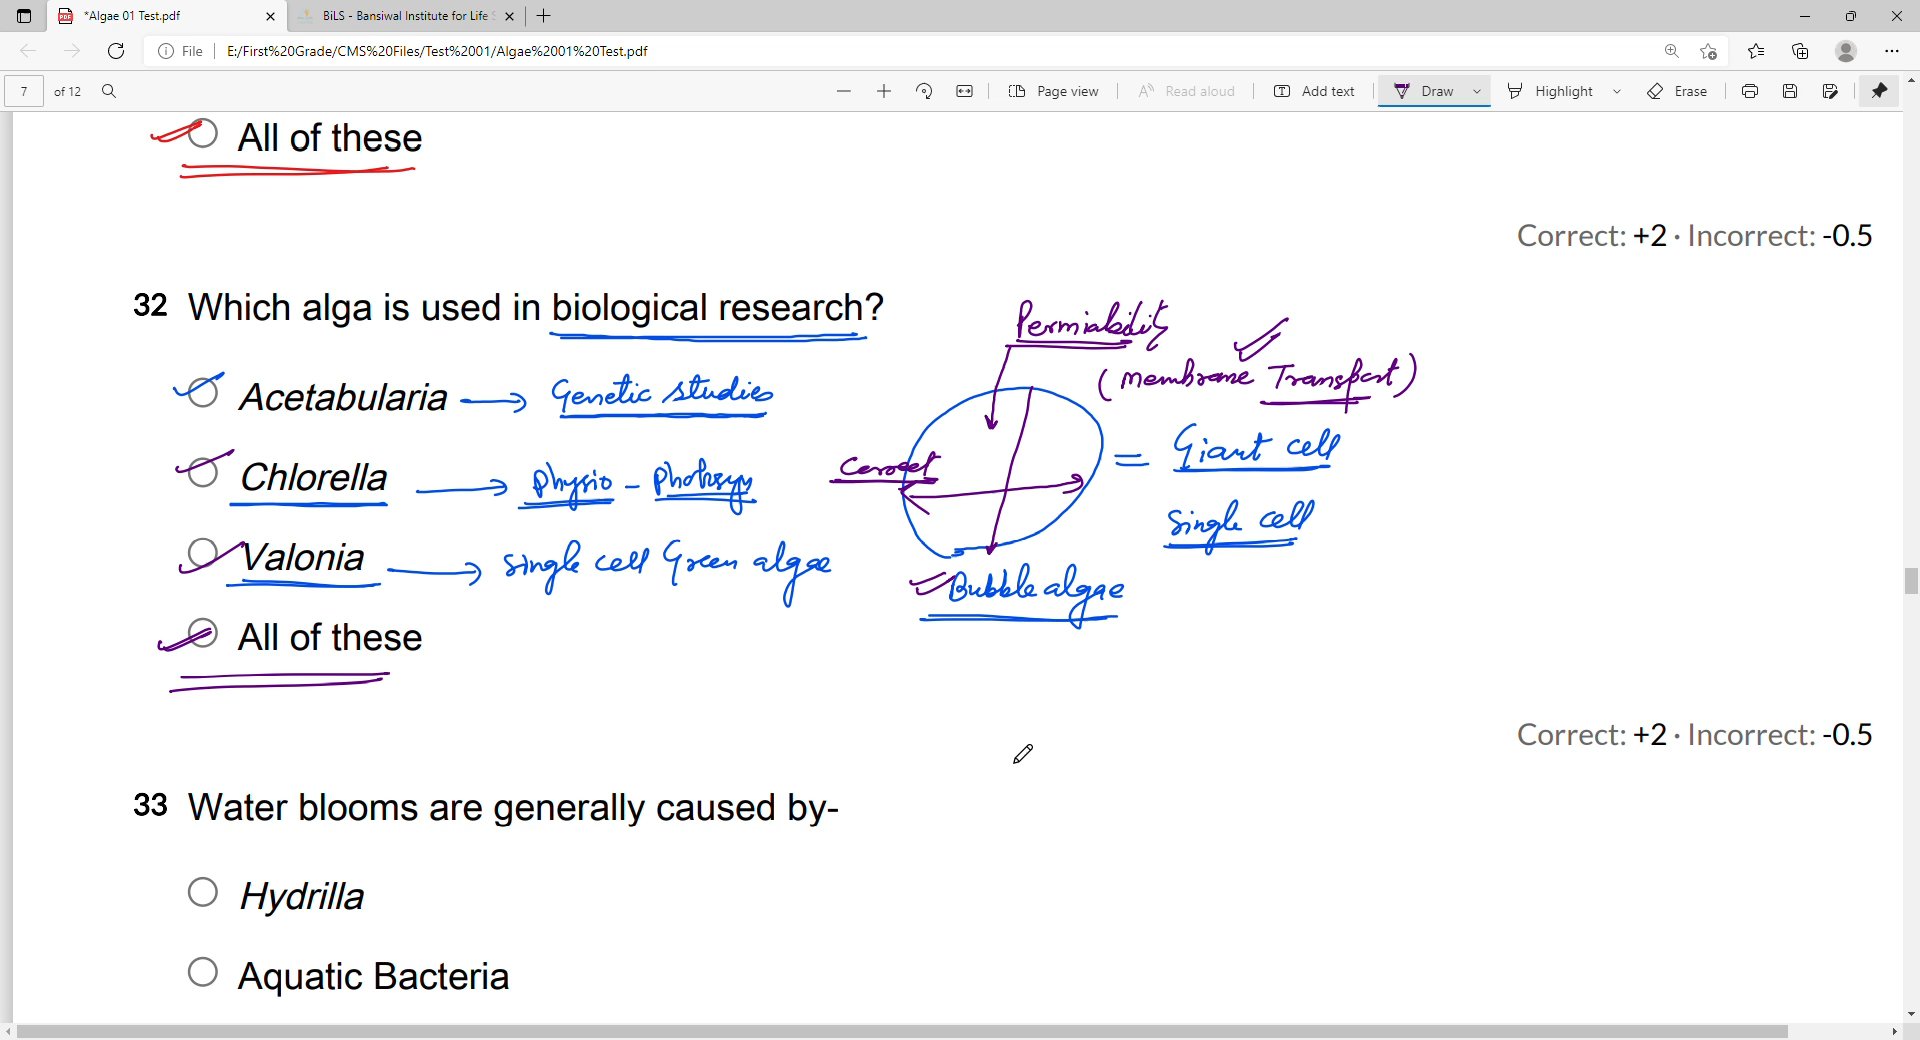 *Algae 01 Test.pdf
BiLS - Bansiwal Institute for Life S
File
E:/First%20Grade/CMS%20Files/Test%2001/Algae%2001%20Test.pdf
7 of 12
Page view
Read aloud
Add text
Draw
Highlight
Erase
All of these
Correct: +2 · Incorrect: -0.5
32 Which alga is used in biological research?
Permiability
(Membrane Transport)
Acetabularia → Genetic studies
= Giant cell
Chlorella → Physio - Photosyn
Single cell
Valonia → Single cell Green algae
Bubble algae
All of these
Correct: +2 · Incorrect: -0.5
33 Water blooms are generally caused by-
Hydrilla
Aquatic Bacteria